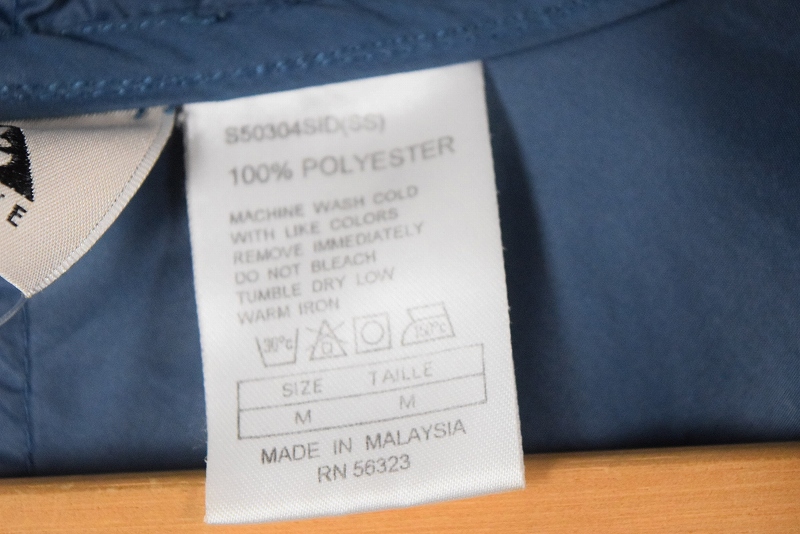 S50304SID(SS)
100% POLYESTER
MACHINE WASH COLD
WITH LIKE COLORS
REMOVE IMMEDIATELY
DO NOT BLEACH
TUMBLE DRY LOW
WARM IRON
30°c
150°c
SIZE TAILLE
M M
MADE IN MALAYSIA
RN 56323